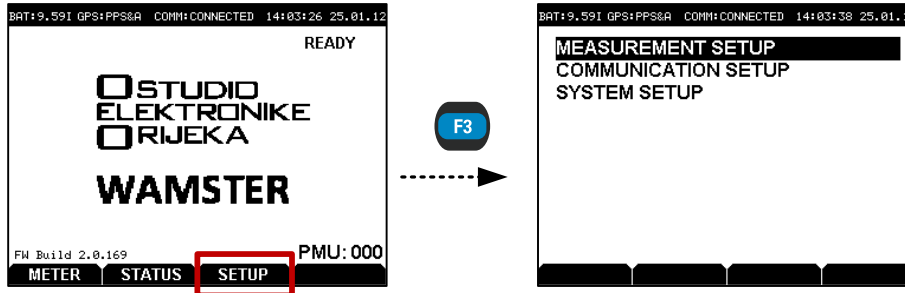 BAT:9.59I GPS:PPS&A COMM:CONNECTED 14:03:26 25.01.12
READY
STUDIO
ELEKTRONIKE
RIJEKA
WAMSTER
FW Build 2.0.169
PMU: 000
METER STATUS SETUP
F3
BAT:9.59I GPS:PPS&A COMM:CONNECTED 14:03:38 25.01.
MEASUREMENT SETUP
COMMUNICATION SETUP
SYSTEM SETUP